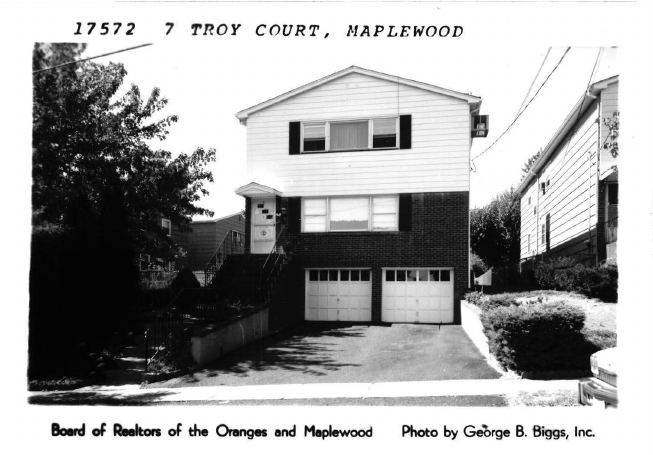 17572 7 TROY COURT, MAPLEWOOD
Board of Realtors of the Oranges and Maplewood Photo by George B. Biggs, Inc.